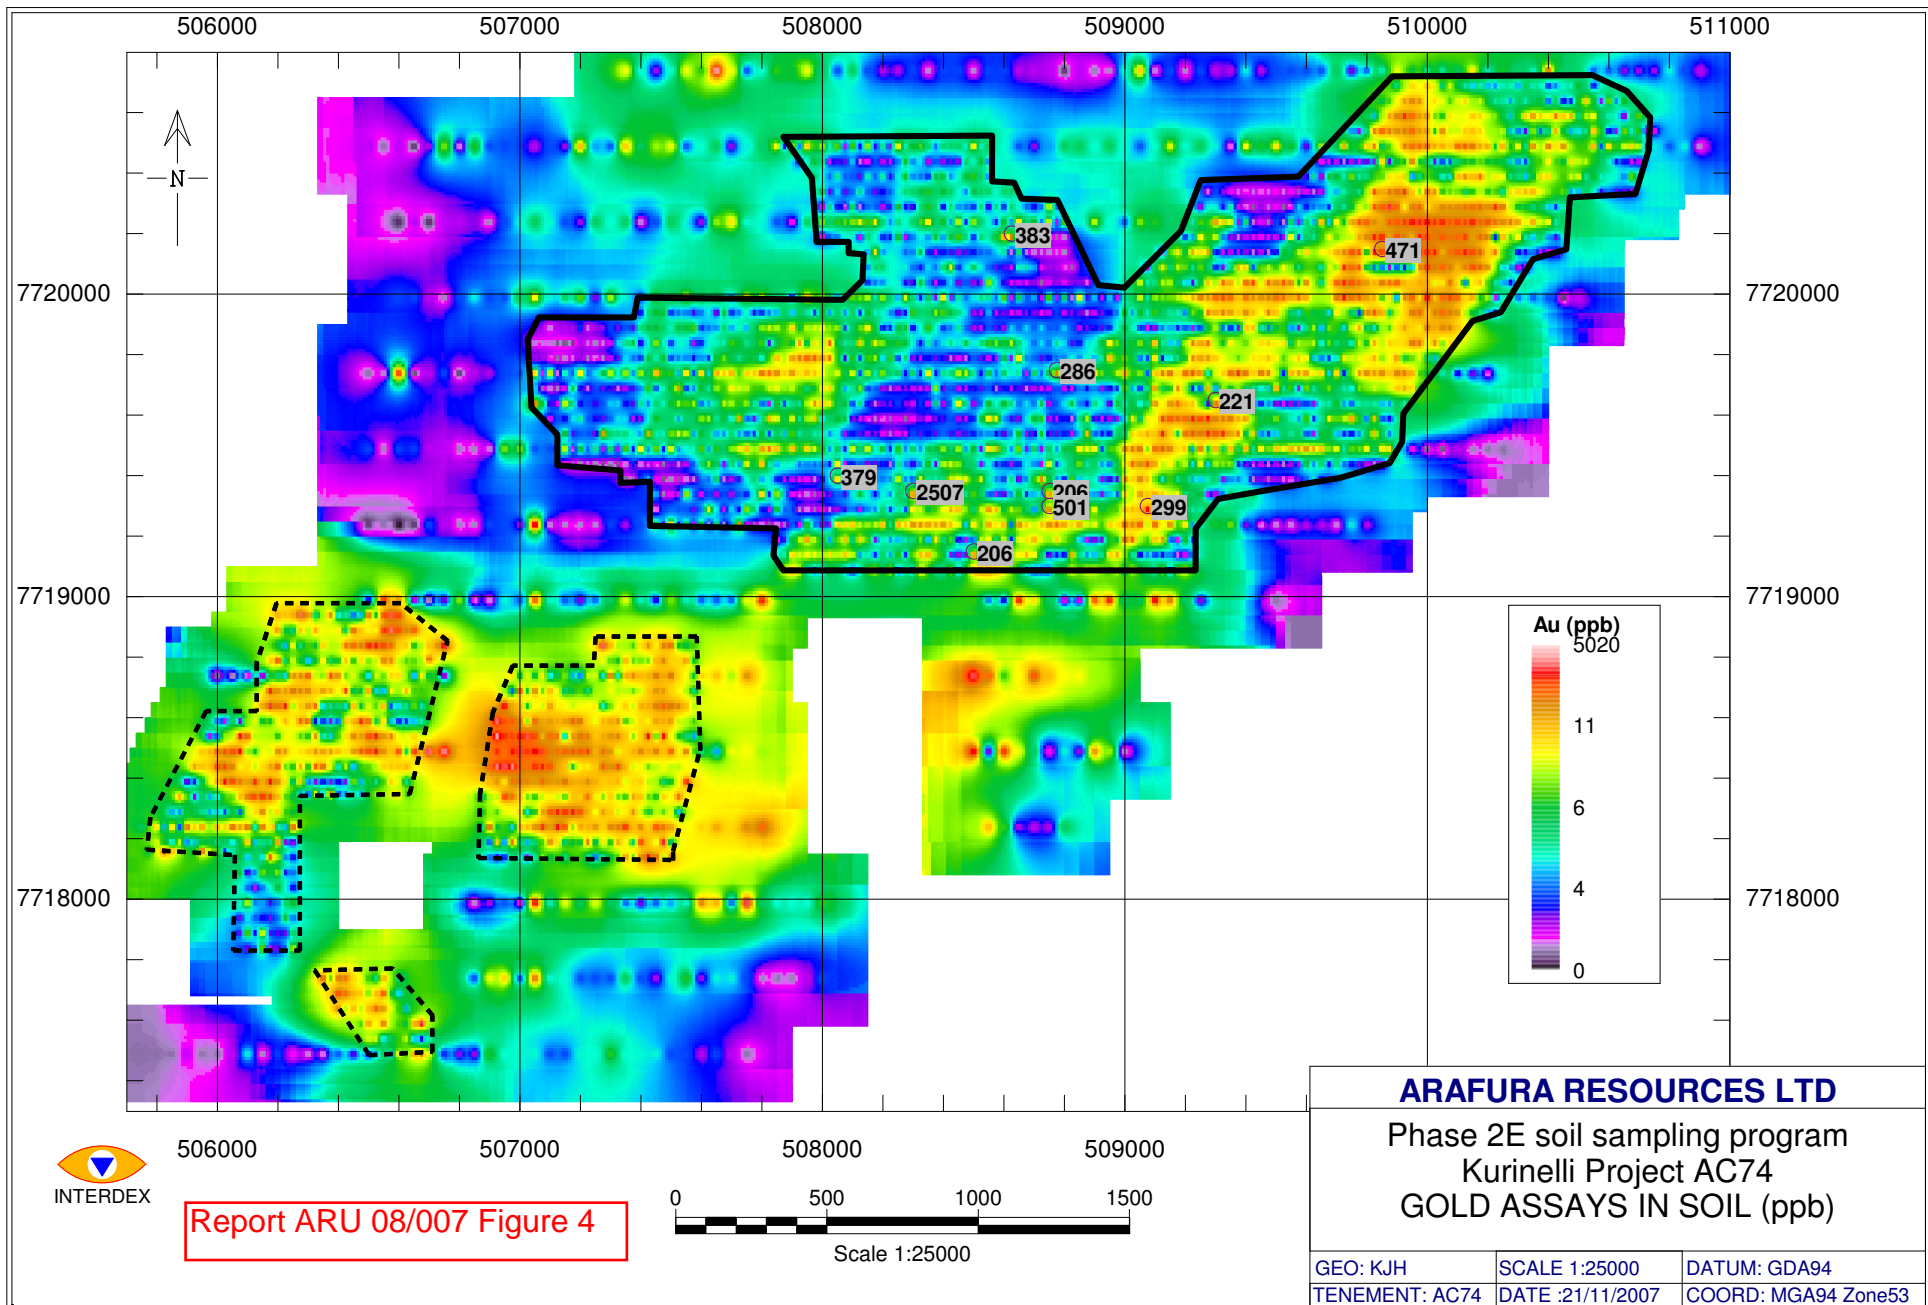 506000 507000 508000 509000 510000 511000
N
383
471
7720000 7720000
286
221
379
2507
206
501
299
206
7719000 7719000
Au (ppb)
5020
11
6
4
0
7718000 7718000
506000 507000 508000 509000
INTERDEX
Report ARU 08/007 Figure 4
0 500 1000 1500
Scale 1:25000
ARAFURA RESOURCES LTD
Phase 2E soil sampling program
Kurinelli Project AC74
GOLD ASSAYS IN SOIL (ppb)
GEO: KJH SCALE 1:25000 DATUM: GDA94
TENEMENT: AC74 DATE :21/11/2007 COORD: MGA94 Zone53